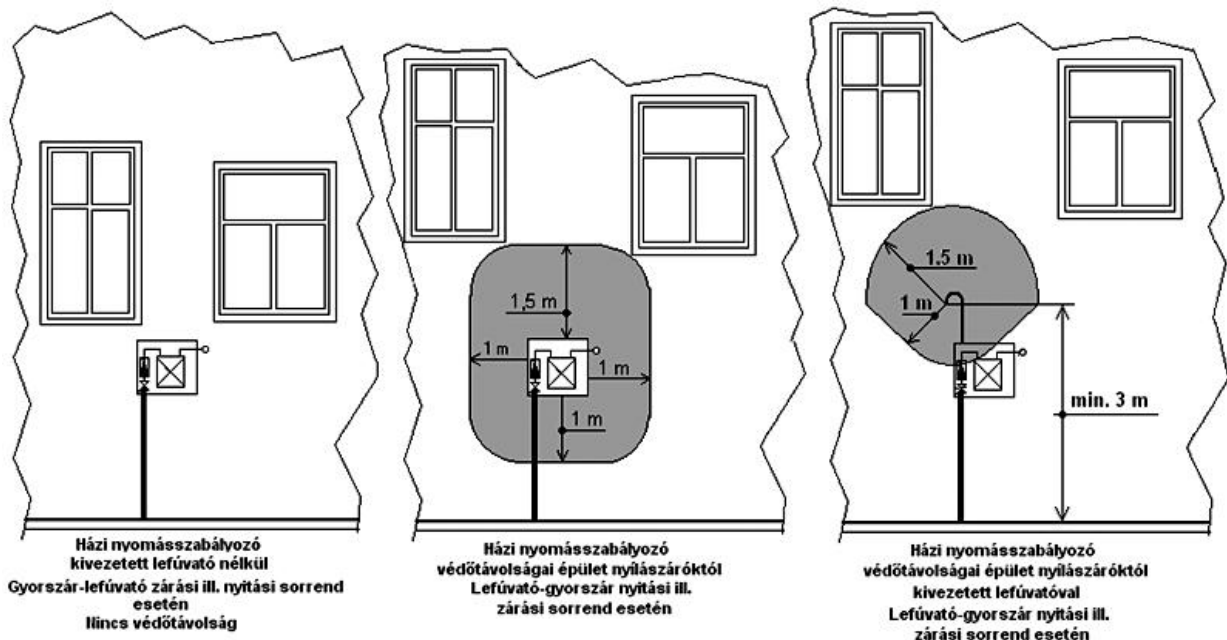 1,5 m
1 m
1 m
1 m
1,5 m
1 m
min. 3 m
Házi nyomásszabályozó
kivezetett lefúvató nélkül
Gyorszár-lefúvató zárási ill. nyitási sorrend
esetén
Nincs védőtávolság
Házi nyomásszabályozó
védőtávolságai épület nyílászáróktól
Lefúvató-gyorszár nyitási ill.
zárási sorrend esetén
Házi nyomásszabályozó
védőtávolságai épület nyílászáróktól
kivezetett lefúvatóval
Lefúvató-gyorszár nyitási ill.
zárási sorrend esetén